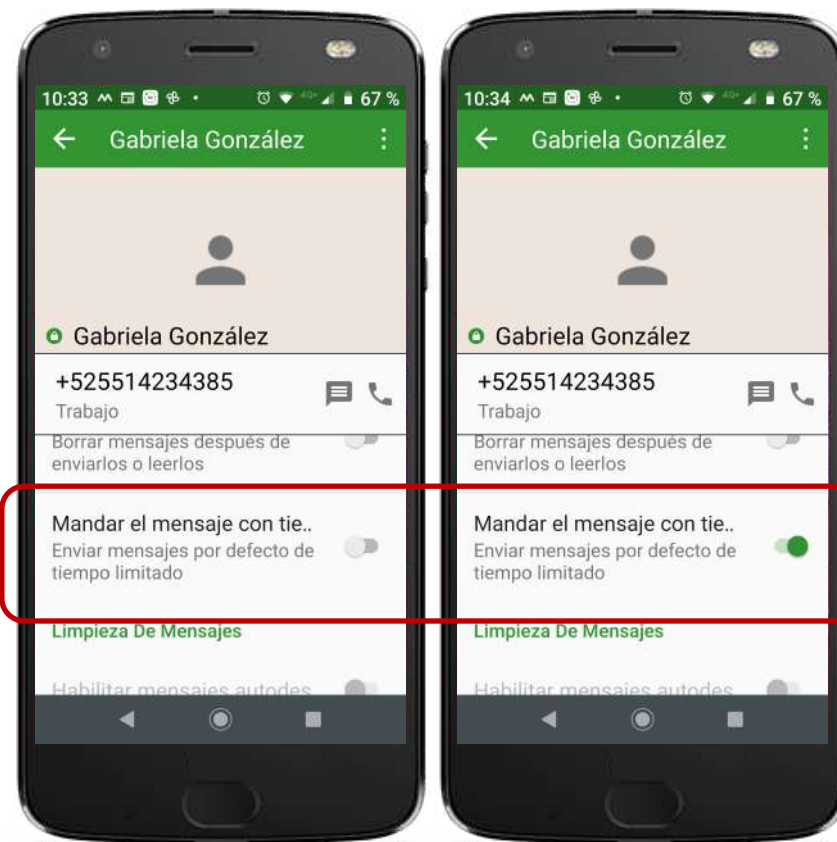 10:33
67 %
Gabriela González
Gabriela González
+525514234385
Trabajo
Borrar mensajes después de
enviarlos o leerlos
Mandar el mensaje con tie..
Enviar mensajes por defecto de
tiempo limitado
Limpieza De Mensajes
Habilitar mensajes autodes
10:34
67 %
Gabriela González
Gabriela González
+525514234385
Trabajo
Borrar mensajes después de
enviarlos o leerlos
Mandar el mensaje con tie..
Enviar mensajes por defecto de
tiempo limitado
Limpieza De Mensajes
Habilitar mensajes autodes